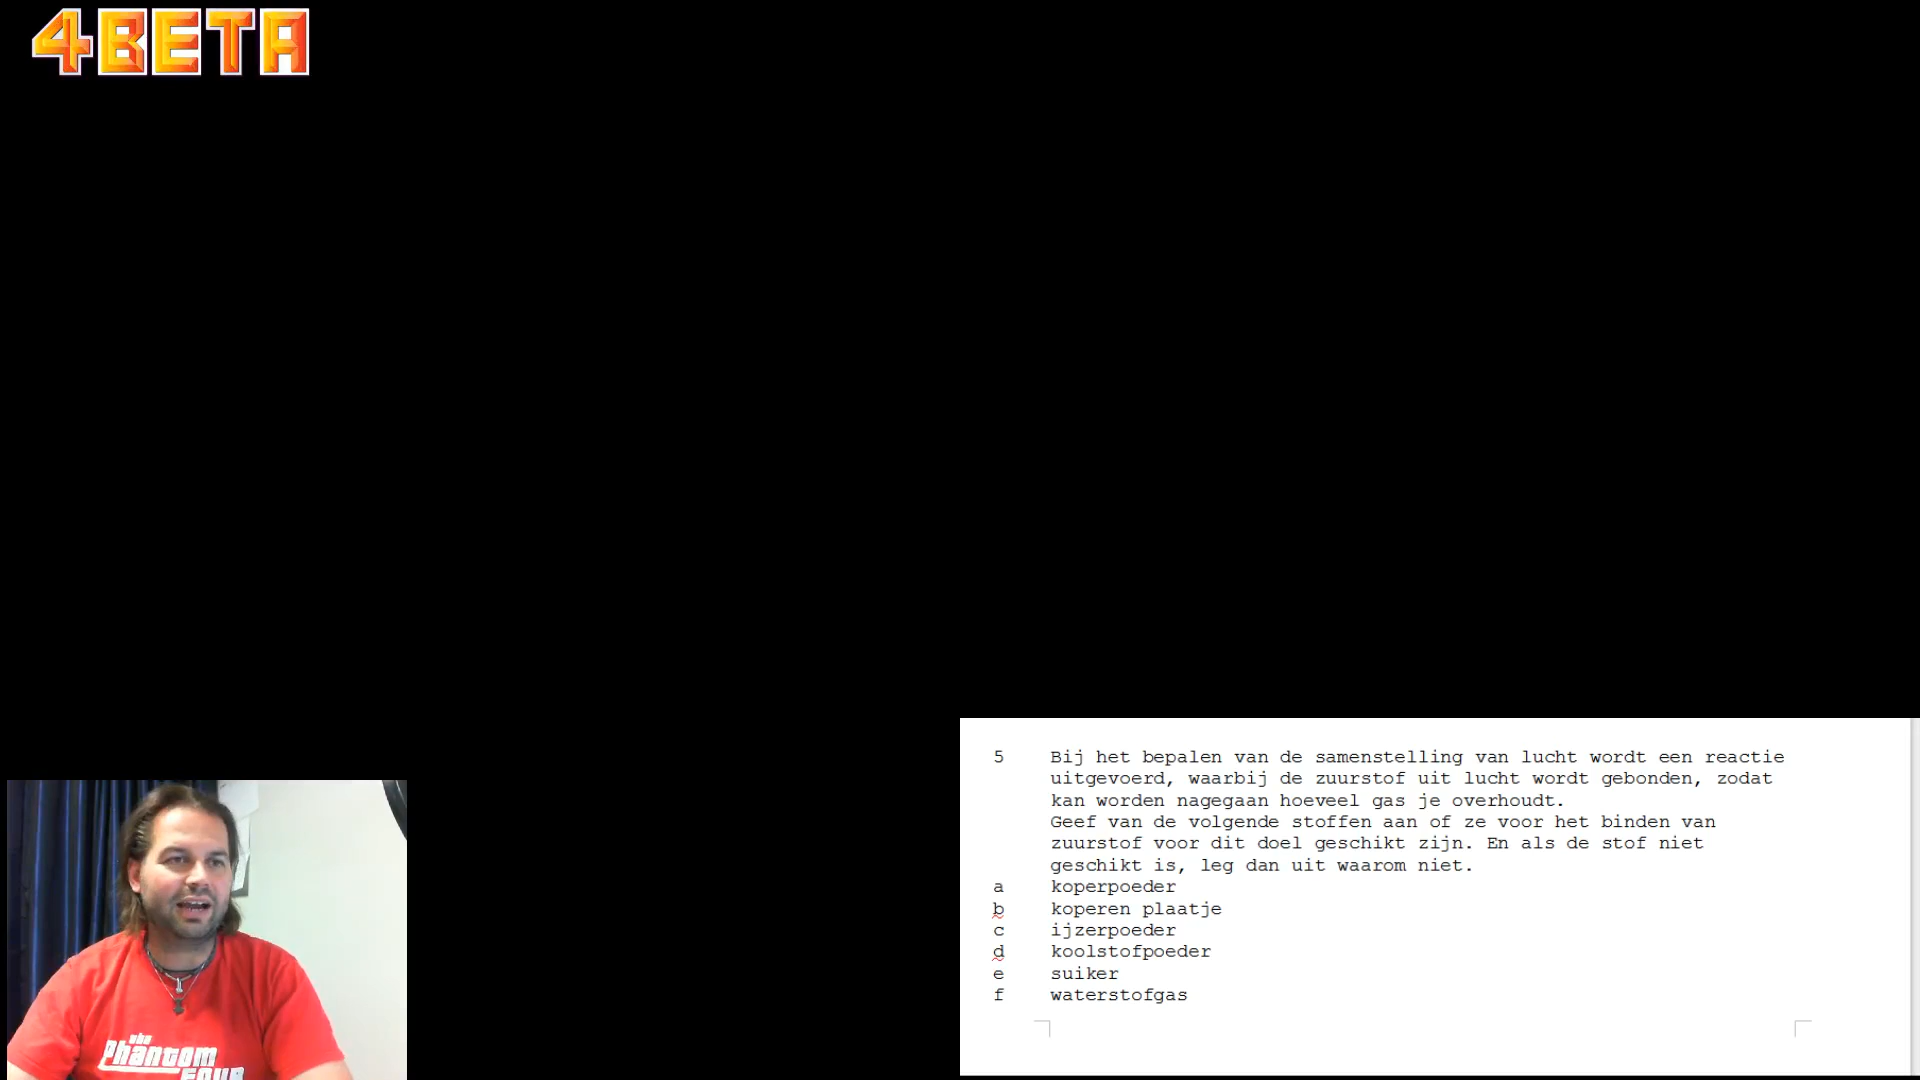 4BETA
5 Bij het bepalen van de samenstelling van lucht wordt een reactie
uitgevoerd, waarbij de zuurstof uit lucht wordt gebonden, zodat
kan worden nagegaan hoeveel gas je overhoudt.
Geef van de volgende stoffen aan of ze voor het binden van
zuurstof voor dit doel geschikt zijn. En als de stof niet
geschikt is, leg dan uit waarom niet.
a koperpoeder
b koperen plaatje
c ijzerpoeder
d koolstofpoeder
e suiker
f waterstofgas
the
Phantom
FOUR